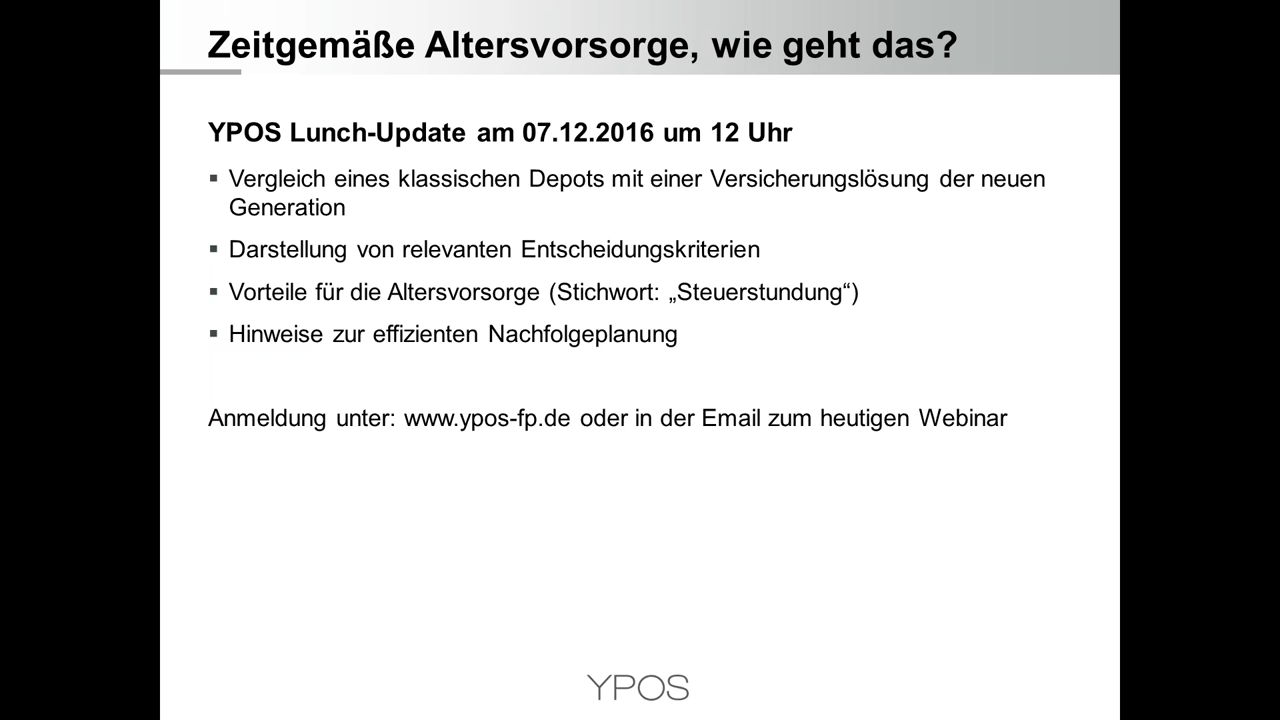 Zeitgemäße Altersvorsorge, wie geht das?
YPOS Lunch-Update am 07.12.2016 um 12 Uhr
▪ Vergleich eines klassischen Depots mit einer Versicherungslösung der neuen
Generation
▪ Darstellung von relevanten Entscheidungskriterien
▪ Vorteile für die Altersvorsorge (Stichwort: „Steuerstundung“)
▪ Hinweise zur effizienten Nachfolgeplanung
Anmeldung unter: www.ypos-fp.de oder in der Email zum heutigen Webinar
YPOS